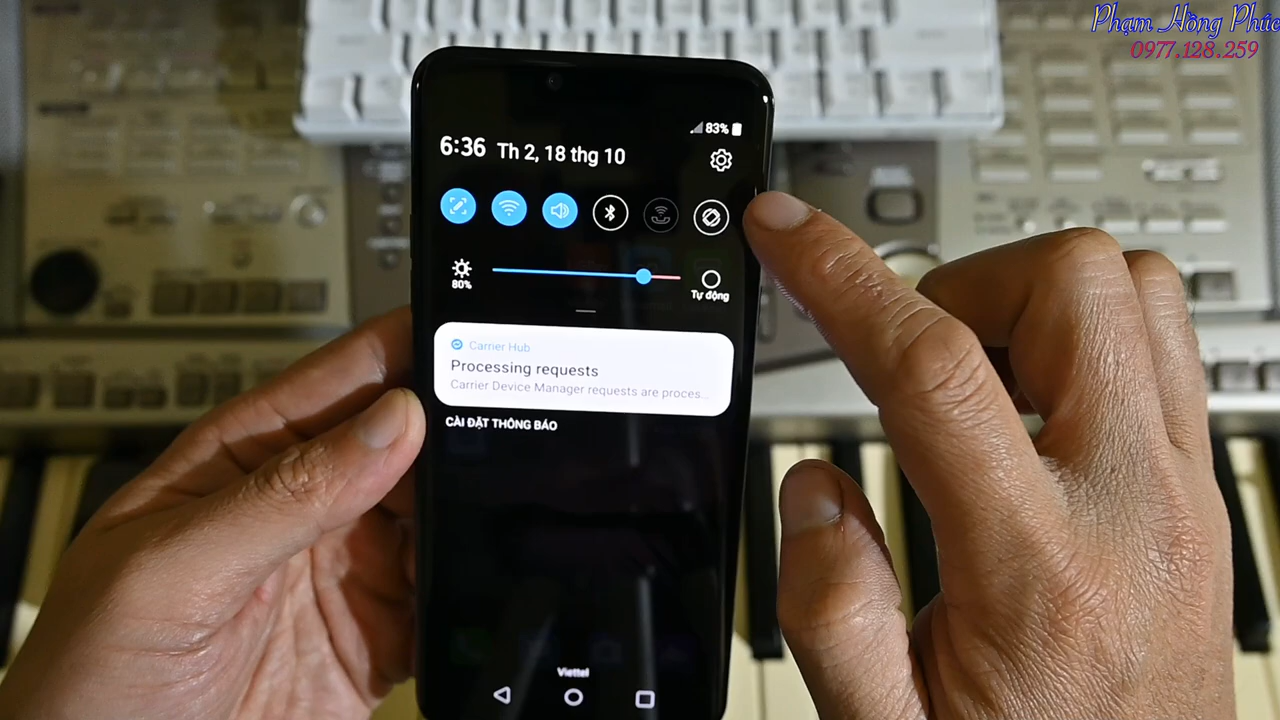 Phạm Hồng Phúc
0977.128.259
83%
6:36 Th 2, 18 thg 10
80%
Tự động
Carrier Hub
Processing requests
Carrier Device Manager requests are proces...
CÀI ĐẶT THÔNG BÁO
Viettel